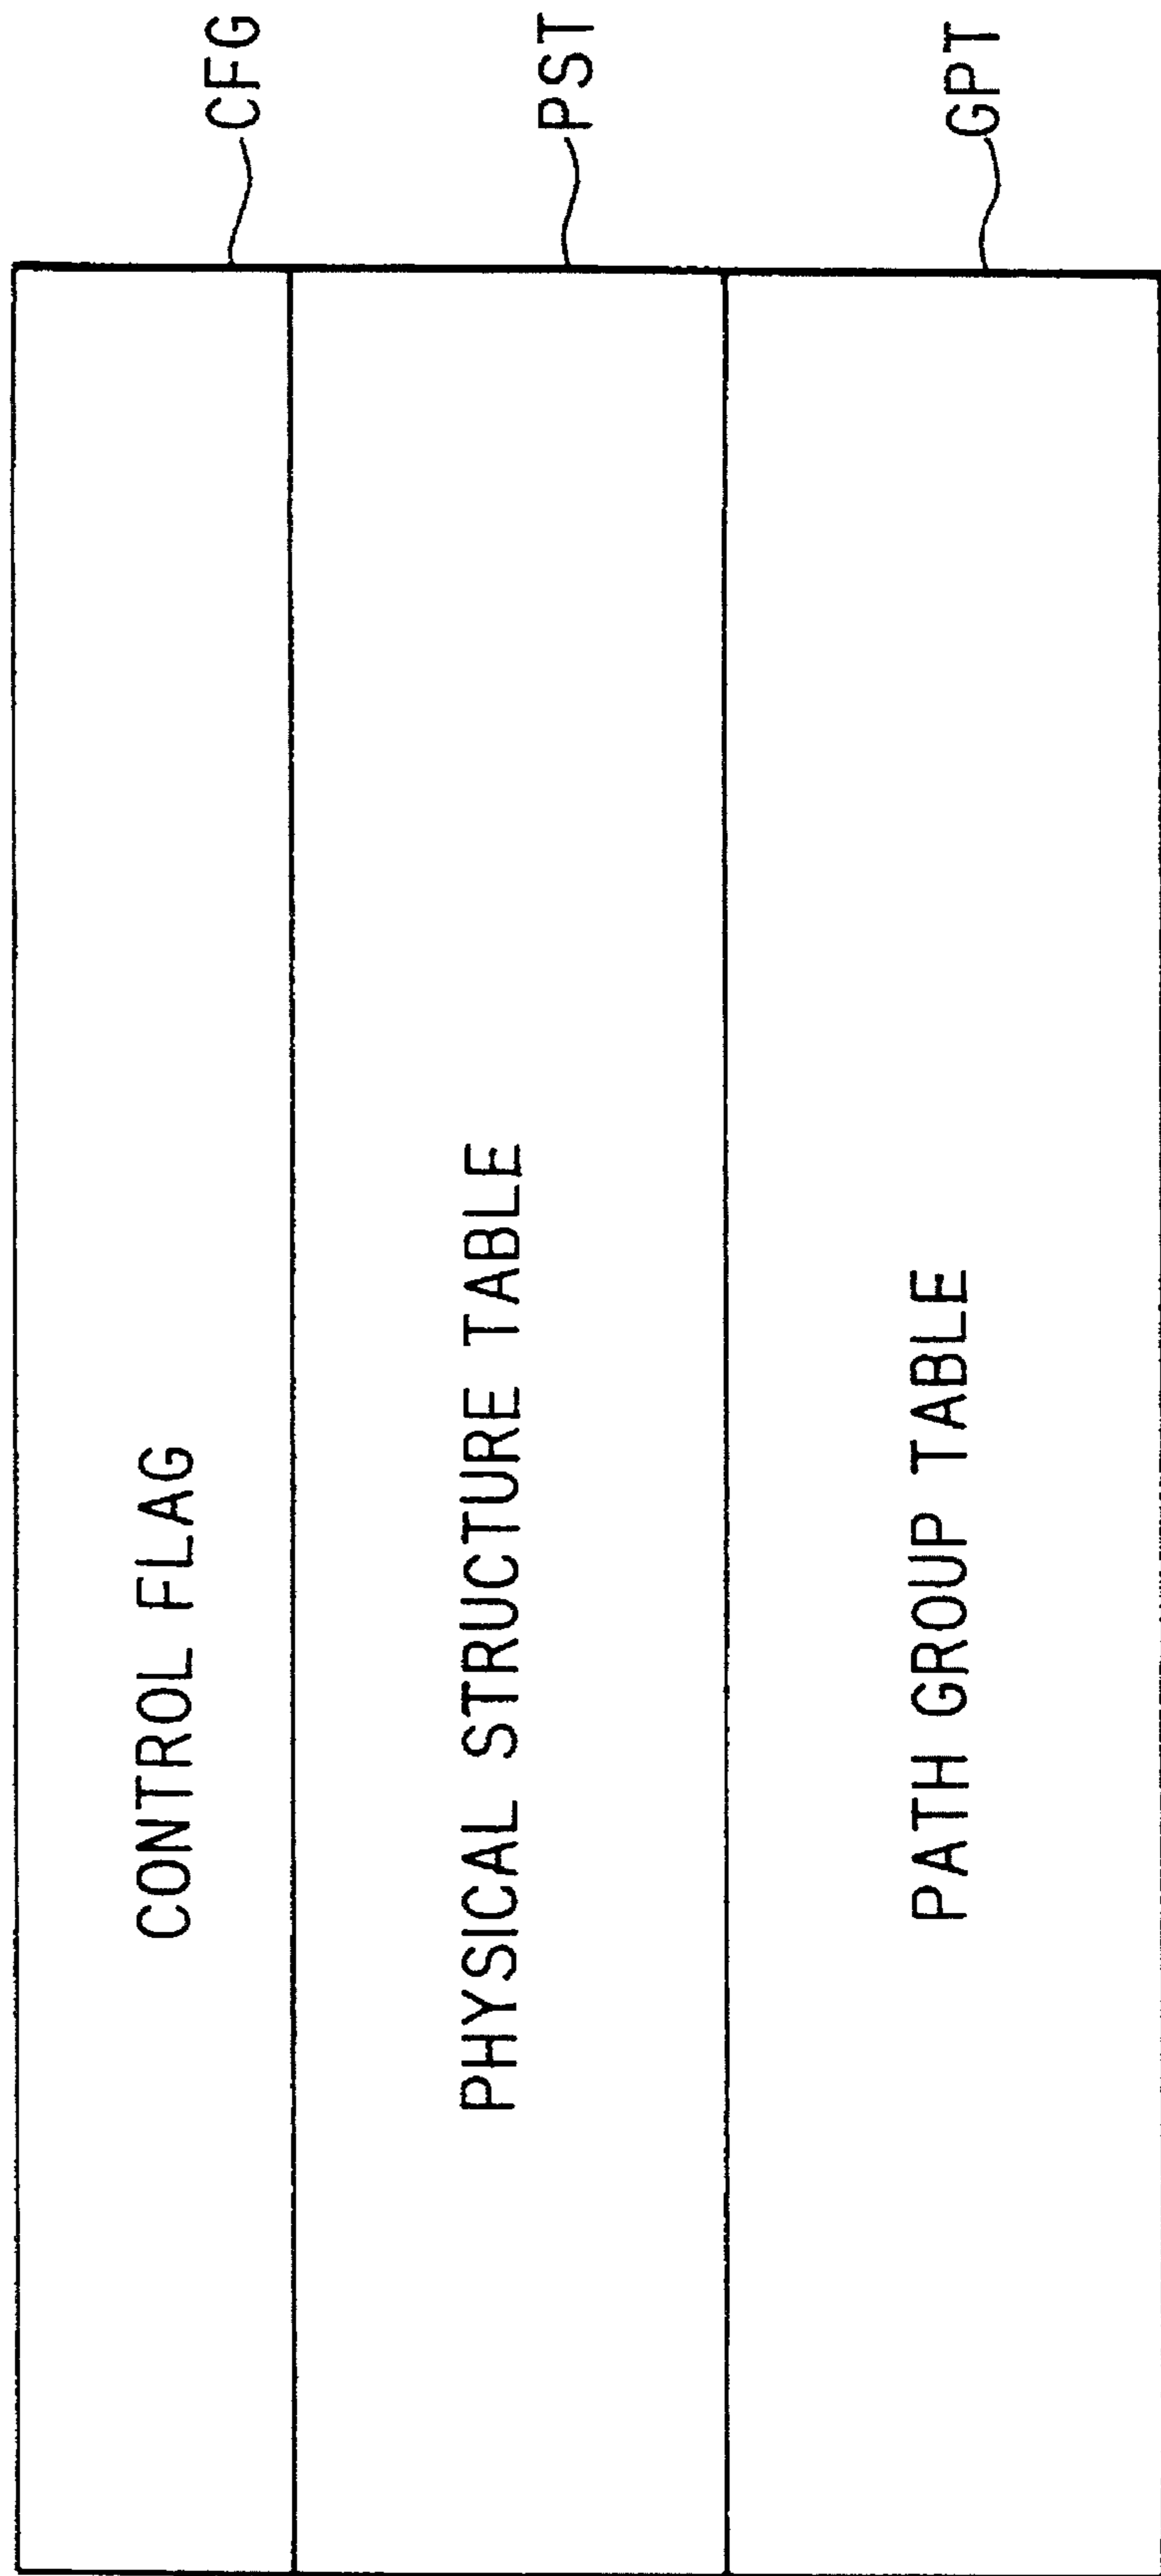 CONTROL FLAG
CFG
PHYSICAL STRUCTURE TABLE
PST
PATH GROUP TABLE
GPT